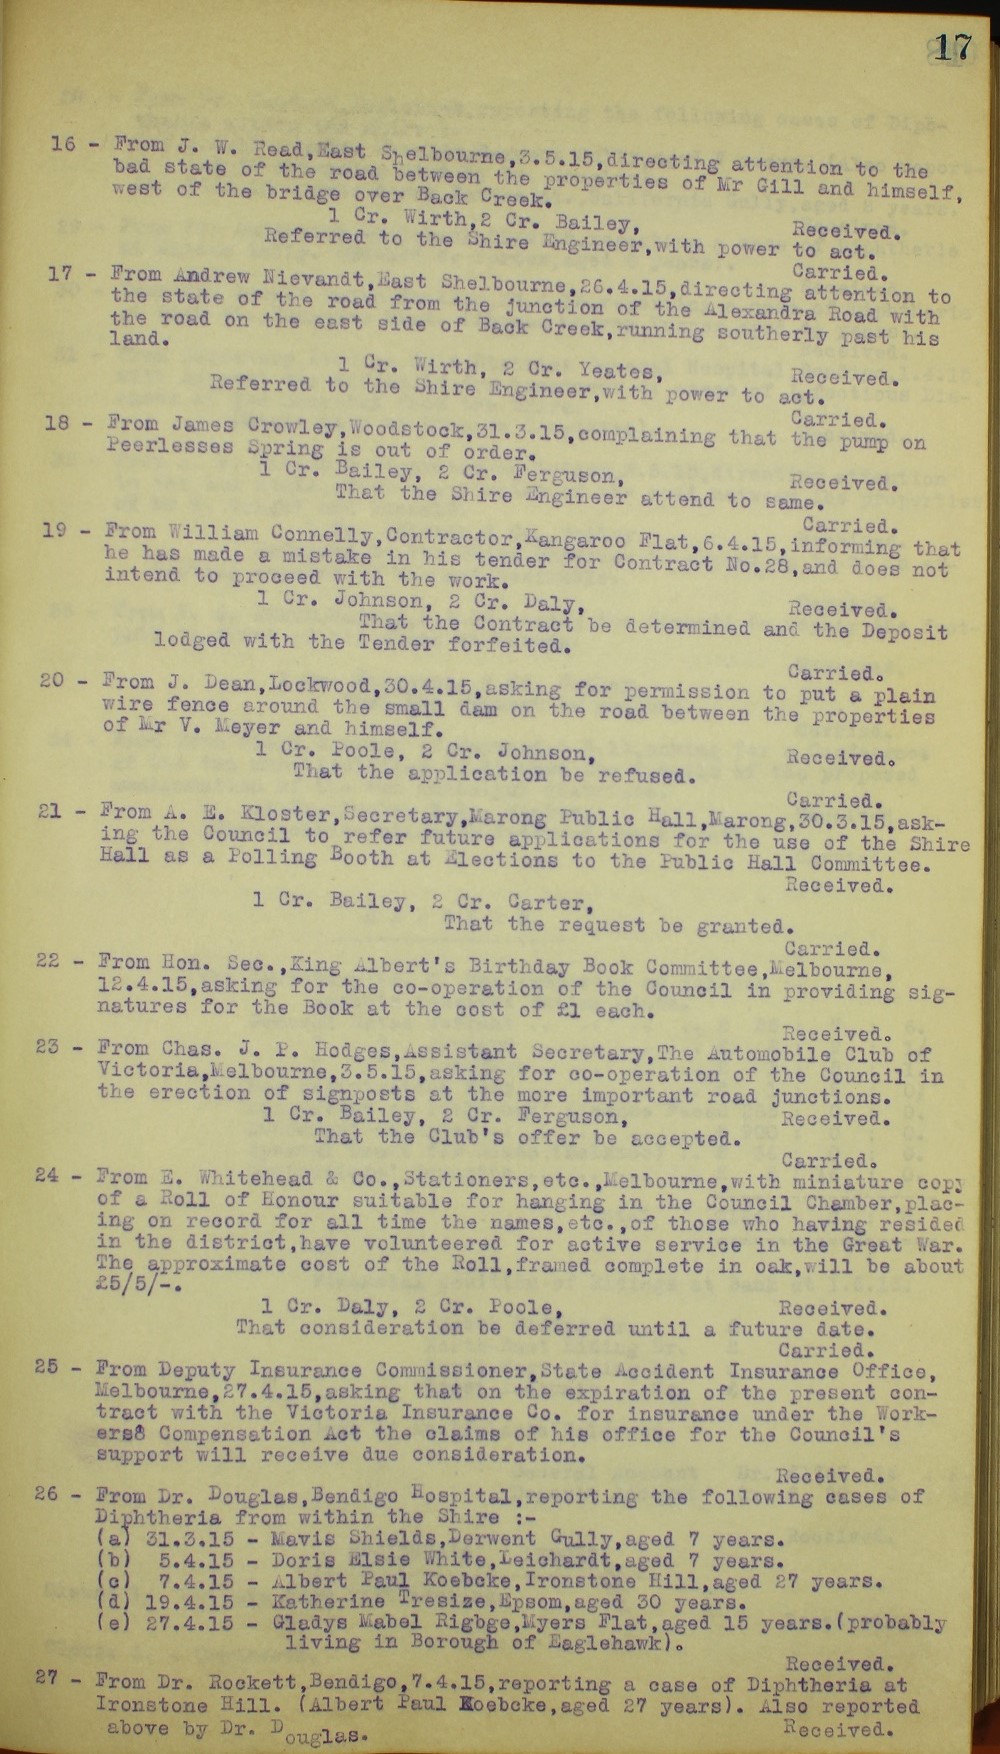 17
16 - From J. W. Read,East Shelbourne,3.5.15,directing attention to the
bad state of the road between the properties of Mr Gill and himself,
west of the bridge over Back Creek.
1 Cr. Wirth,2 Cr. Bailey, Received.
Referred to the Shire Engineer,with power to act.
Carried.
17 - From Andrew Nievandt,East Shelbourne,26.4.15,directing attention to
the state of the road from the junction of the Alexandra Road with
the road on the east side of Back Creek,running southerly past his
land.
1 Cr. Wirth, 2 Cr. Yeates, Received.
Referred to the Shire Engineer,with power to act.
Carried.
18 - From James Crowley,Woodstock,31.3.15,complaining that the pump on
Peerlesses Spring is out of order.
1 Cr. Bailey, 2 Cr. Ferguson, Received.
That the Shire Engineer attend to same.
Carried.
19 - From William Connelly,Contractor,Kangaroo Flat,6.4.15,informing that
he has made a mistake in his tender for Contract No.28,and does not
intend to proceed with the work.
1 Cr. Johnson, 2 Cr. Daly, Received.
That the Contract be determined and the Deposit
lodged with the Tender forfeited.
Carried.
20 - From J. Dean,Lockwood,30.4.15,asking for permission to put a plain
wire fence around the small dam on the road between the properties
of Mr V. Meyer and himself.
1 Cr. Poole, 2 Cr. Johnson, Received.
That the application be refused.
Carried.
21 - From A. E. Kloster,Secretary,Marong Public Hall,Marong,30.3.15,ask-
ing the Council to refer future applications for the use of the Shire
Hall as a Polling Booth at Elections to the Public Hall Committee.
Received.
1 Cr. Bailey, 2 Cr. Carter,
That the request be granted.
Carried.
22 - From Hon. Sec.,King Albert's Birthday Book Committee,Melbourne,
12.4.15,asking for the co-operation of the Council in providing sig-
natures for the Book at the cost of £1 each.
Received.
23 - From Chas. J. P. Hodges,Assistant Secretary,The Automobile Club of
Victoria,Melbourne,3.5.15,asking for co-operation of the Council in
the erection of signposts at the more important road junctions.
1 Cr. Bailey, 2 Cr. Ferguson, Received.
That the Club's offer be accepted.
Carried.
24 - From E. Whitehead & Co.,Stationers,etc.,Melbourne,with miniature copy
of a Roll of Honour suitable for hanging in the Council Chamber,plac-
ing on record for all time the names,etc.,of those who having resided
in the district,have volunteered for active service in the Great War.
The approximate cost of the Roll,framed complete in oak,will be about
£5/5/-.
1 Cr. Daly, 2 Cr. Poole, Received.
That consideration be deferred until a future date.
Carried.
25 - From Deputy Insurance Commissioner,State Accident Insurance Office,
Melbourne,27.4.15,asking that on the expiration of the present con-
tract with the Victoria Insurance Co. for insurance under the Work-
ers8 Compensation Act the claims of his office for the Council's
support will receive due consideration.
Received.
26 - From Dr. Douglas,Bendigo Hospital,reporting the following cases of
Diphtheria from within the Shire :-
(a) 31.3.15 - Mavis Shields,Derwent Gully,aged 7 years.
(b) 5.4.15 - Doris Elsie White,Leichardt,aged 7 years.
(c) 7.4.15 - Albert Paul Koebcke,Ironstone Hill,aged 27 years.
(d) 19.4.15 - Katherine Tresize,Epsom,aged 30 years.
(e) 27.4.15 - Gladys Mabel Rigbge,Myers Flat,aged 15 years.(probably
living in Borough of Eaglehawk).
Received.
27 - From Dr. Rockett,Bendigo,7.4.15,reporting a case of Diphtheria at
Ironstone Hill. (Albert Paul Koebcke,aged 27 years). Also reported
above by Dr. Douglas. Received.